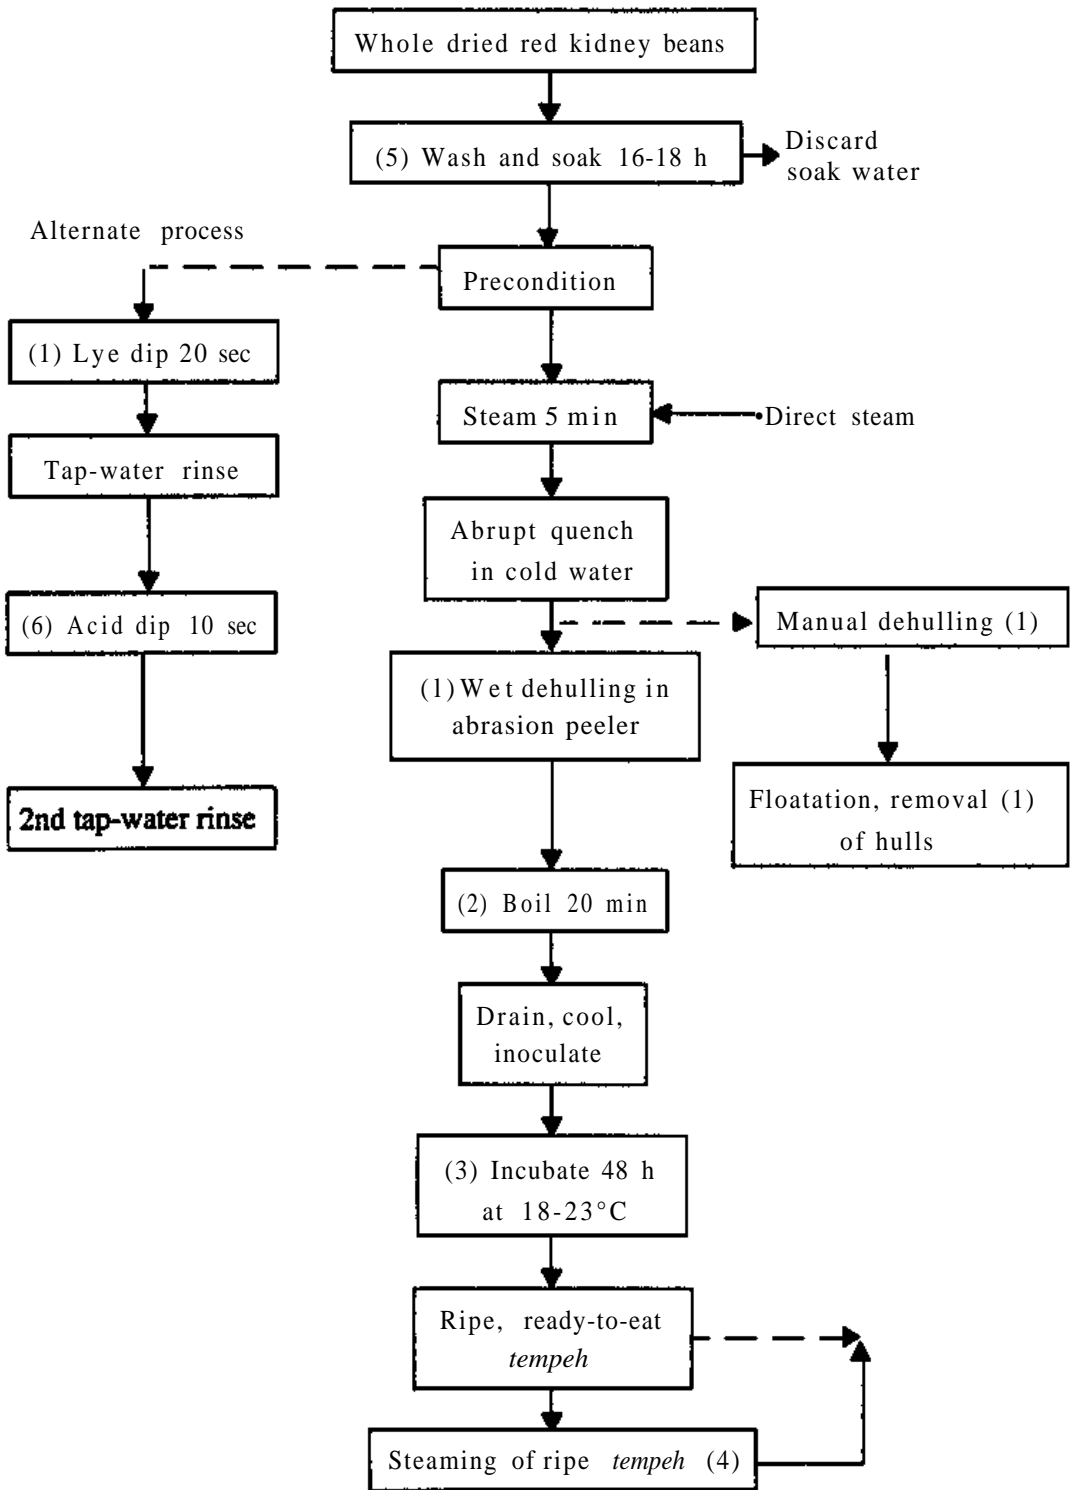 Whole dried red kidney beans
(5) Wash and soak 16-18 h
Discard
soak water
Alternate process
Precondition
(1) Lye dip 20 sec
Steam 5 min
Direct steam
Tap-water rinse
Abrupt quench
in cold water
(6) Acid dip 10 sec
Manual dehulling (1)
(1) Wet dehulling in
abrasion peeler
2nd tap-water rinse
Floatation, removal (1)
of hulls
(2) Boil 20 min
Drain, cool,
inoculate
(3) Incubate 48 h
at 18-23°C
Ripe, ready-to-eat
tempeh
Steaming of ripe tempeh (4)